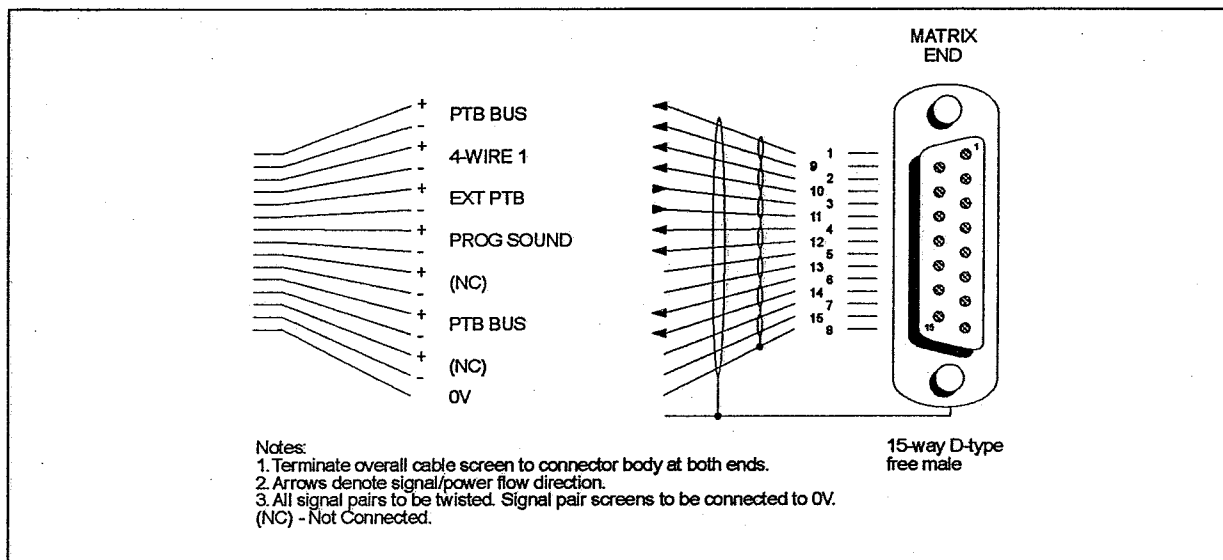 MATRIX
END
+
PTB BUS
-
+
4-WIRE 1
-
+
EXT PTB
-
+
PROG SOUND
-
+
(NC)
-
+
PTB BUS
-
+
(NC)
-
0V
1
9
2
10
3
11
4
12
5
13
6
14
7
15
8
1
15
15-way D-type
free male
Notes:
1. Terminate overall cable screen to connector body at both ends.
2. Arrows denote signal/power flow direction.
3. All signal pairs to be twisted. Signal pair screens to be connected to 0V.
(NC) - Not Connected.